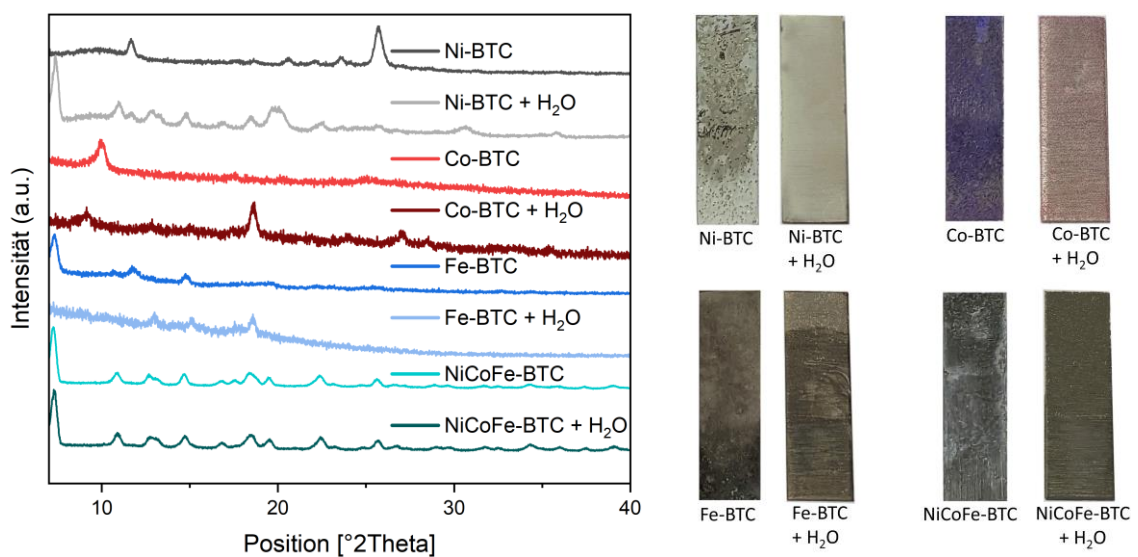 Intensität (a.u.)
Ni-BTC
Ni-BTC + H₂O
Co-BTC
Co-BTC + H₂O
Fe-BTC
Fe-BTC + H₂O
NiCoFe-BTC
NiCoFe-BTC + H₂O
10
20
30
40
Position [°2Theta]
Ni-BTC
Ni-BTC
+ H₂O
Co-BTC
Co-BTC
+ H₂O
Fe-BTC
Fe-BTC
+ H₂O
NiCoFe-BTC
NiCoFe-BTC
+ H₂O